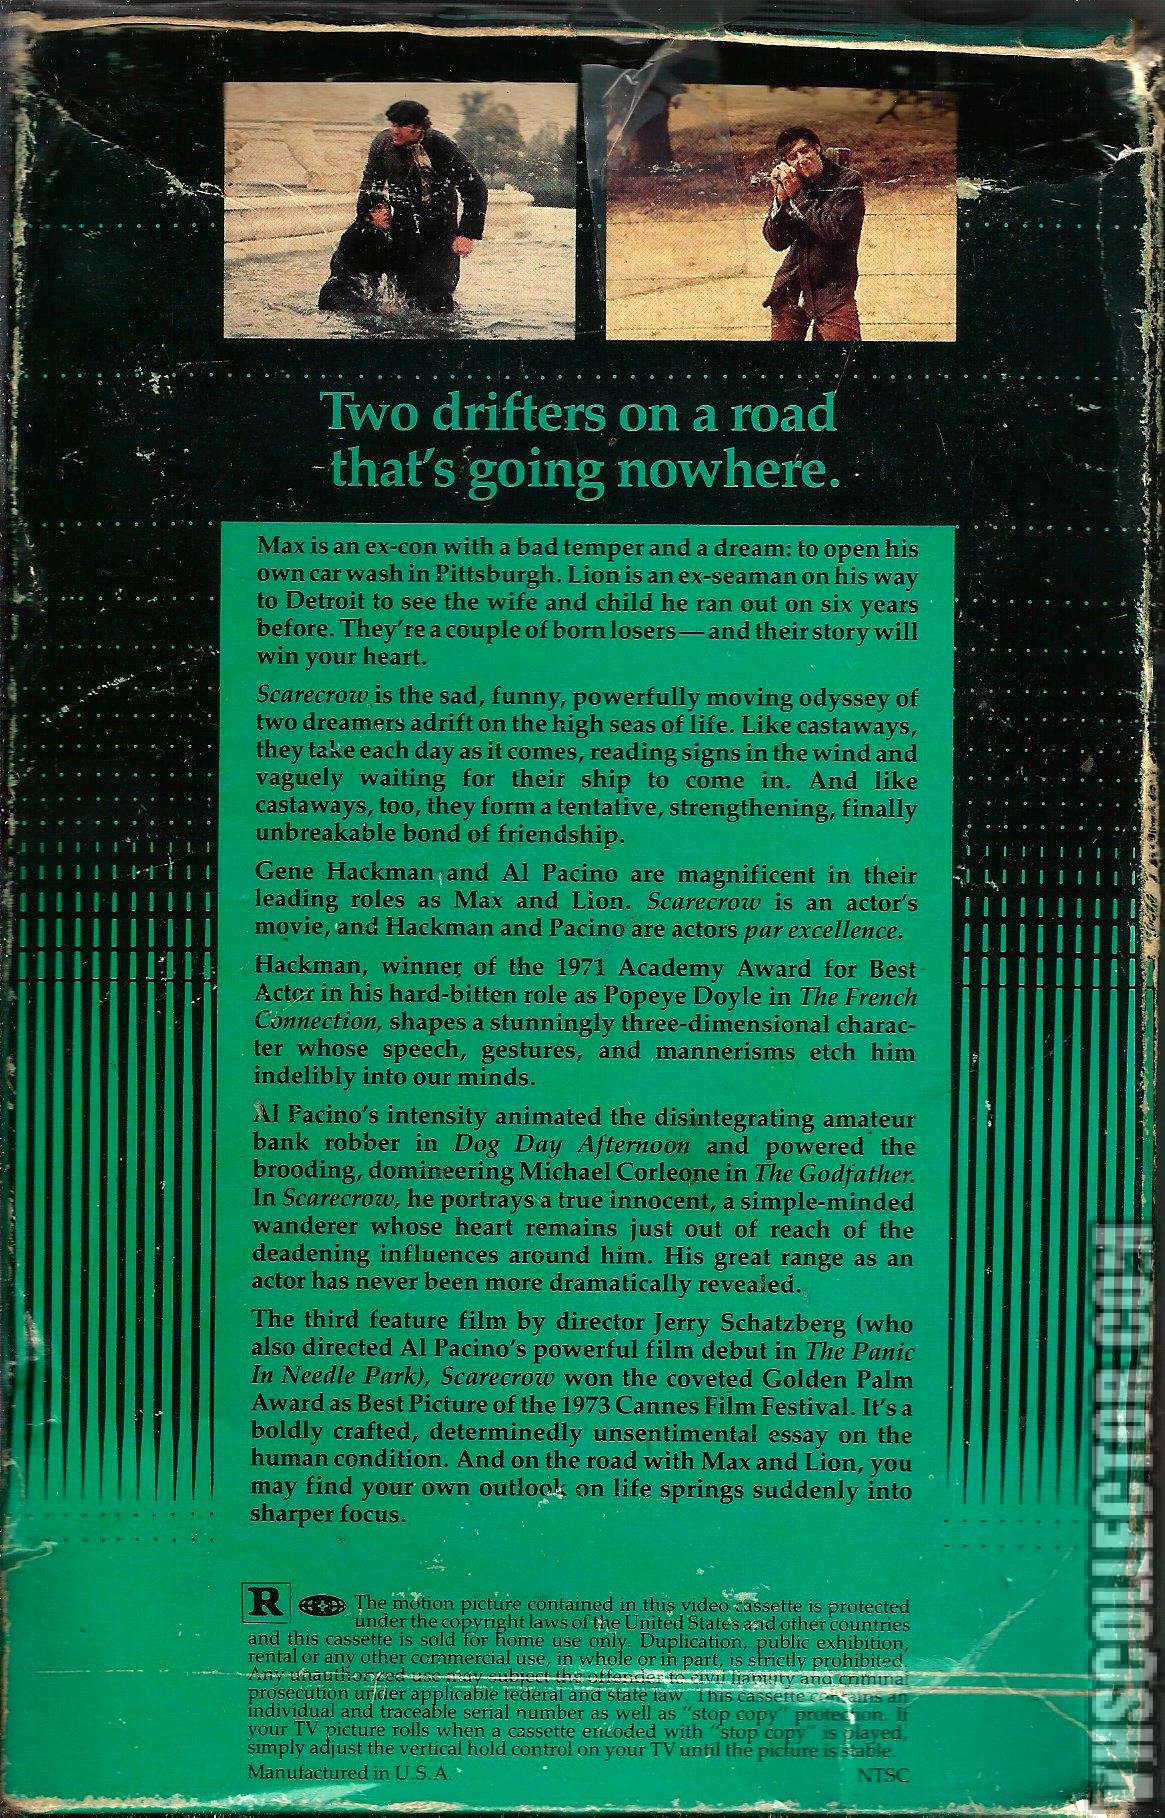 Two drifters on a road
that's going nowhere.
Max is an ex-con with a bad temper and a dream: to open his
own car wash in Pittsburgh. Lion is an ex-seaman on his way
to Detroit to see the wife and child he ran out on six years
before. They're a couple of born losers—and their story will
win your heart.
Scarecrow is the sad, funny, powerfully moving odyssey of
two dreamers adrift on the high seas of life. Like castaways,
they take each day as it comes, reading signs in the wind and
vaguely waiting for their ship to come in. And like
castaways, too, they form a tentative, strengthening, finally
unbreakable bond of friendship.
Gene Hackman and Al Pacino are magnificent in their
leading roles as Max and Lion. Scarecrow is an actor's
movie, and Hackman and Pacino are actors par excellence.
Hackman, winner of the 1971 Academy Award for Best
Actor in his hard-bitten role as Popeye Doyle in The French
Connection, shapes a stunningly three-dimensional charac-
ter whose speech, gestures, and mannerisms etch him
indelibly into our minds.
Al Pacino's intensity animated the disintegrating amateur
bank robber in Dog Day Afternoon and powered the
brooding, domineering Michael Corleone in The Godfather.
In Scarecrow, he portrays a true innocent, a simple-minded
wanderer whose heart remains just out of reach of the
deadening influences around him. His great range as an
actor has never been more dramatically revealed.
The third feature film by director Jerry Schatzberg (who
also directed Al Pacino's powerful film debut in The Panic
In Needle Park), Scarecrow won the coveted Golden Palm
Award as Best Picture of the 1973 Cannes Film Festival. It's a
boldly crafted, determinedly unsentimental essay on the
human condition. And on the road with Max and Lion, you
may find your own outlook on life springs suddenly into
sharper focus.
R The motion picture contained in this video cassette is protected
under the copyright laws of the United States and other countries
and this cassette is sold for home use only. Duplication, public exhibition,
rental or any other commercial use, in whole or in part, is strictly prohibited.
Any unauthorized use may subject the offender to civil liability and criminal
prosecution under applicable federal and state law. This cassette contains an
individual and traceable serial number as well as "stop copy" protection. If
your TV picture rolls when a cassette encoded with "stop copy" is played,
simply adjust the vertical hold control on your TV until the picture is stable.
Manufactured in U.S.A. NTSC
VHSCOLLECTOR.COM